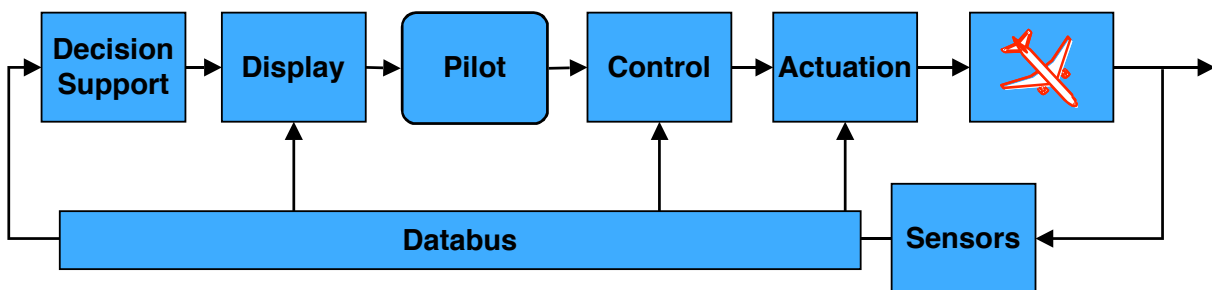 Decision
Support
Display
Pilot
Control
Actuation
Databus
Sensors